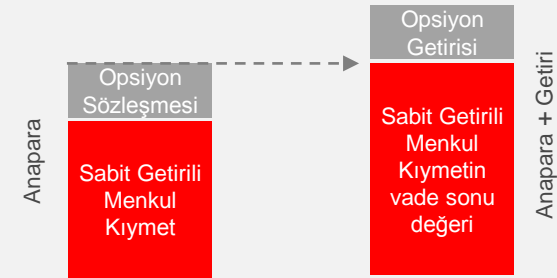 Anapara
Opsiyon
Sözleşmesi
Sabit Getirili
Menkul
Kıymet
Opsiyon
Getirisi
Sabit Getirili
Menkul
Kıymetin
vade sonu
değeri
Anapara + Getiri